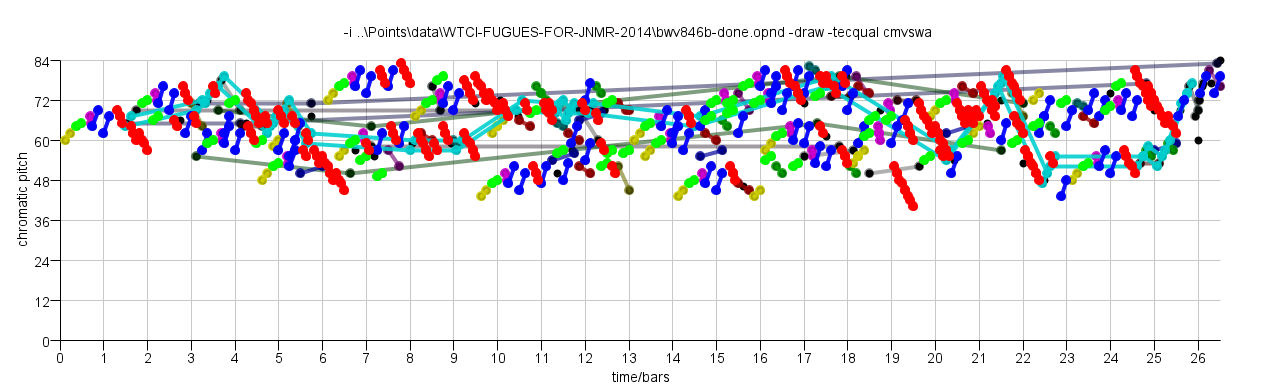 -i ..\Points\data\WTCI-FUGUES-FOR-JNMR-2014\bwv846b-done.opnd -draw -tecqual cmvswa
84
72
60
48
36
24
12
0
chromatic pitch
0 1 2 3 4 5 6 7 8 9 10 11 12 13 14 15 16 17 18 19 20 21 22 23 24 25 26
time/bars